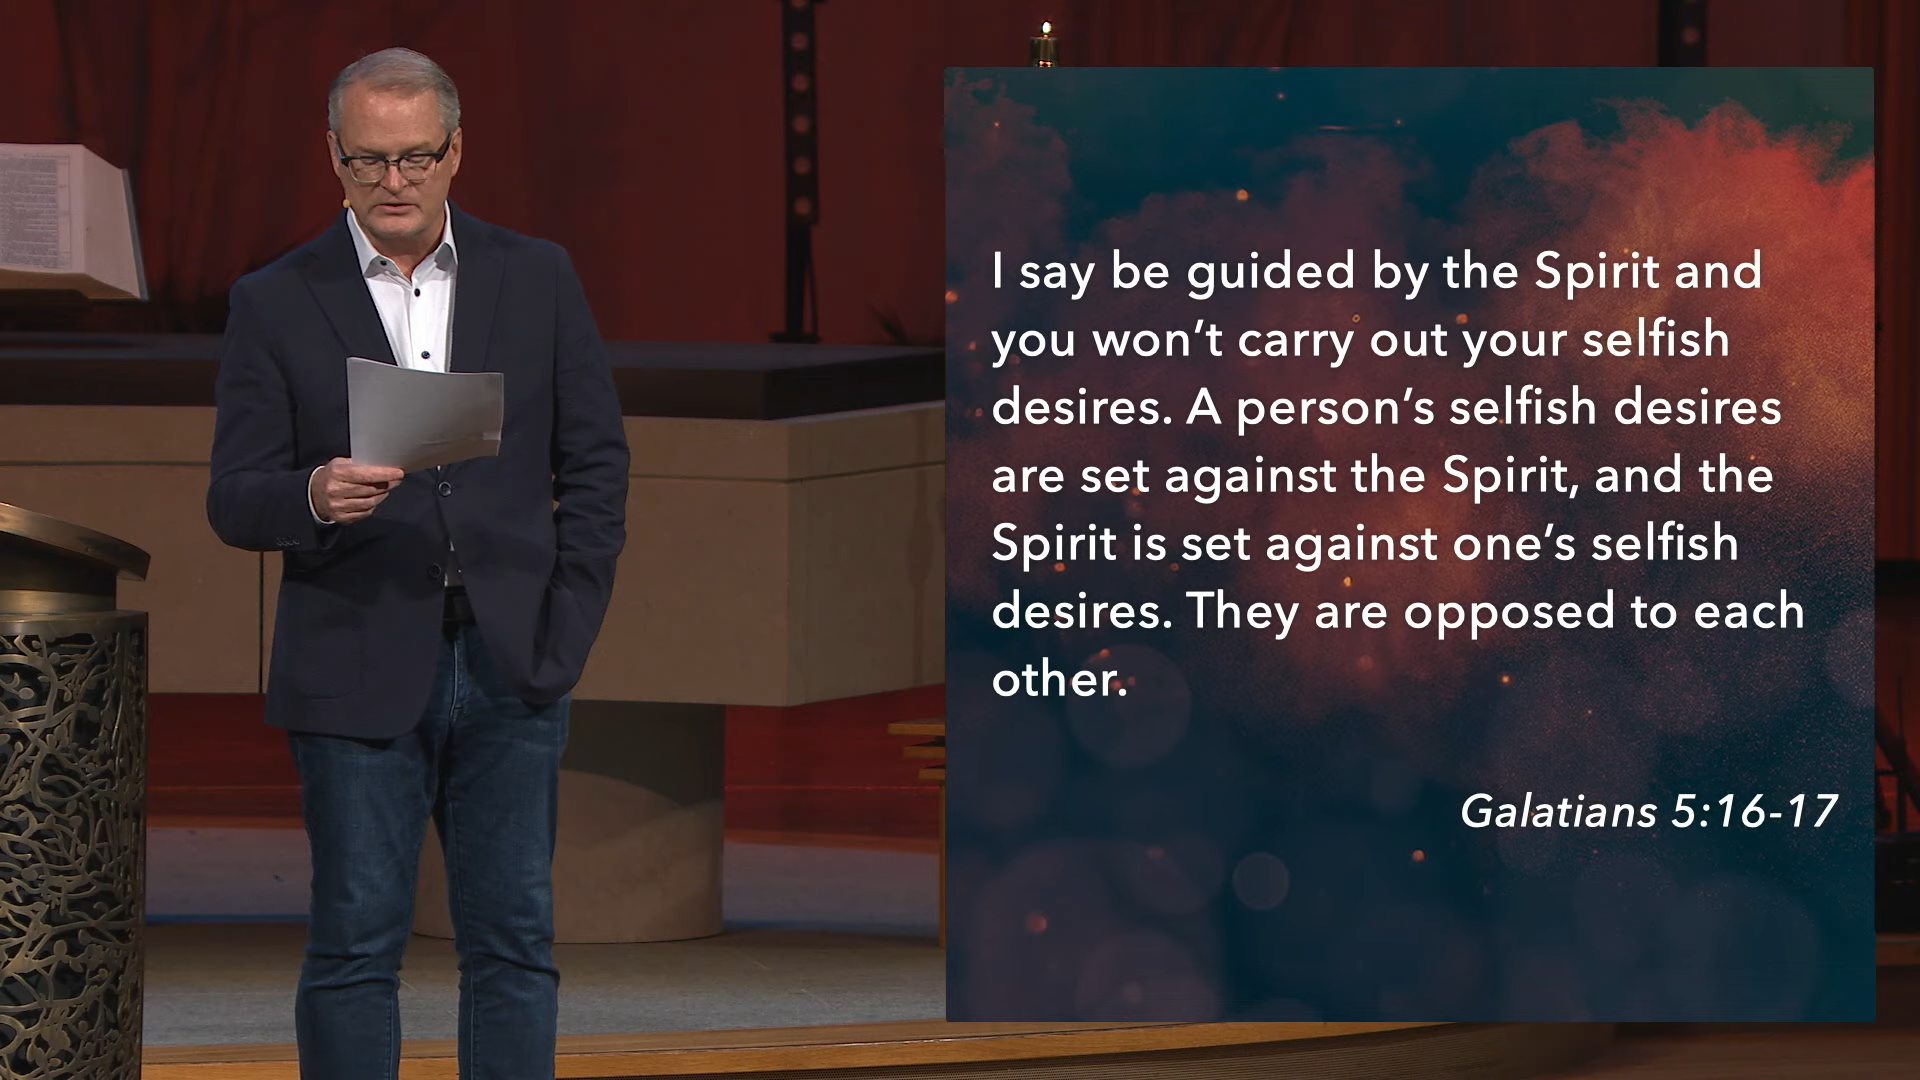 I say be guided by the Spirit and
you won’t carry out your selfish
desires. A person’s selfish desires
are set against the Spirit, and the
Spirit is set against one’s selfish
desires. They are opposed to each
other.
Galatians 5:16-17